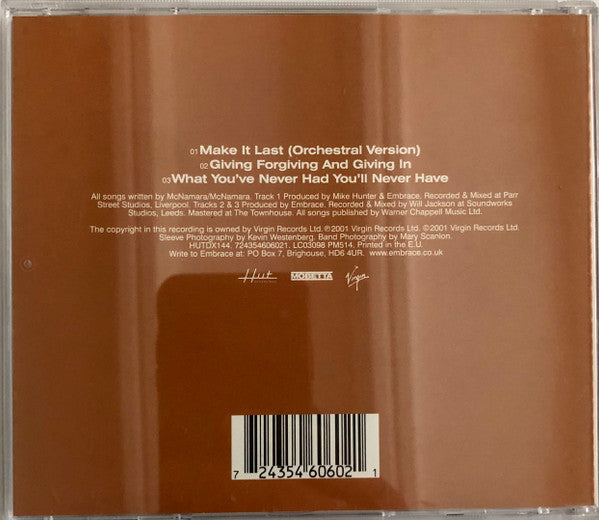 01 Make It Last (Orchestral Version)
02 Giving Forgiving And Giving In
03 What You've Never Had You'll Never Have
All songs written by McNamara/McNamara. Track 1 Produced by Mike Hunter & Embrace. Recorded & Mixed at Parr
Street Studios, Liverpool. Tracks 2 & 3 Produced by Embrace. Recorded & Mixed by Will Jackson at Soundworks
Studios, Leeds. Mastered at The Townhouse. All songs published by Warner Chappell Music Ltd.
The copyright in this recording is owned by Virgin Records Ltd. ℗2001 Virgin Records Ltd. ©2001 Virgin Records Ltd.
Sleeve Photography by Kevin Westenberg. Band Photography by Mary Scanlon.
HUTDX144. 724354606021. LC03098 PM514. Printed in the E.U.
Write to Embrace at: PO Box 7, Brighouse, HD6 4UR. www.embrace.co.uk
Hut MOBETTA Virgin
7 24354 60602 1